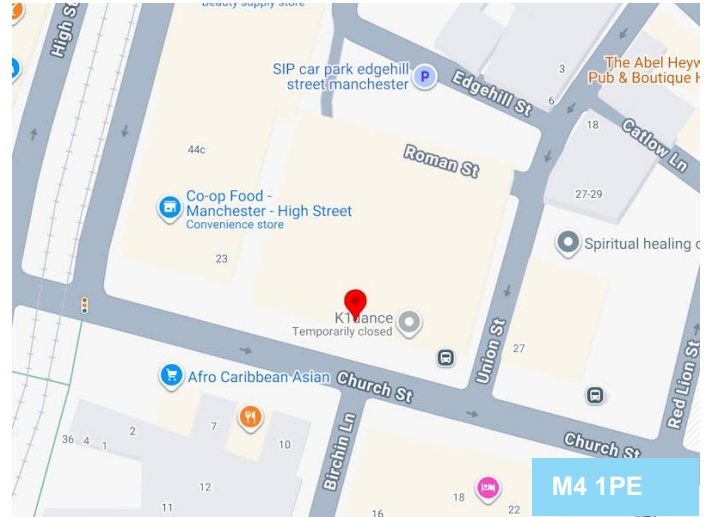 Beauty supply store
High St
SIP car park edgehill
street manchester
P
Edgehill St
3
6
The Abel Heyw
Pub & Boutique H
18
Catlow Ln
44c
Roman St
27-29
Co-op Food -
Manchester - High Street
Convenience store
Spiritual healing c
23
K1dance
Temporarily closed
Union St
27
Afro Caribbean Asian
Church St
Red Lion St
36
4
1
2
7
10
Birchin Ln
Church St
12
11
16
18
22
M4 1PE